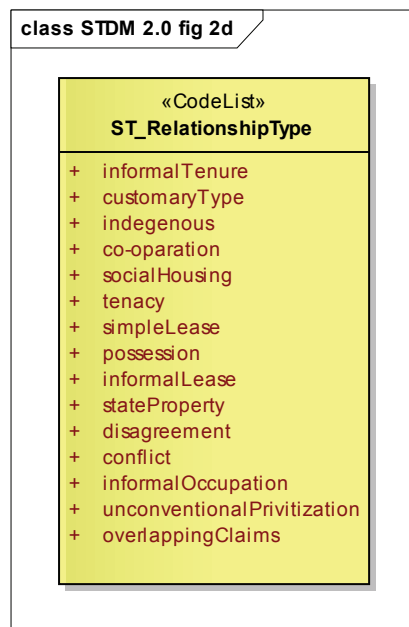 class STDM 2.0 fig 2d
«CodeList»
ST_RelationshipType
+ informalTenure
+ customaryType
+ indegenous
+ co-oparation
+ socialHousing
+ tenacy
+ simpleLease
+ possession
+ informalLease
+ stateProperty
+ disagreement
+ conflict
+ informalOccupation
+ unconventionalPrivitization
+ overlappingClaims